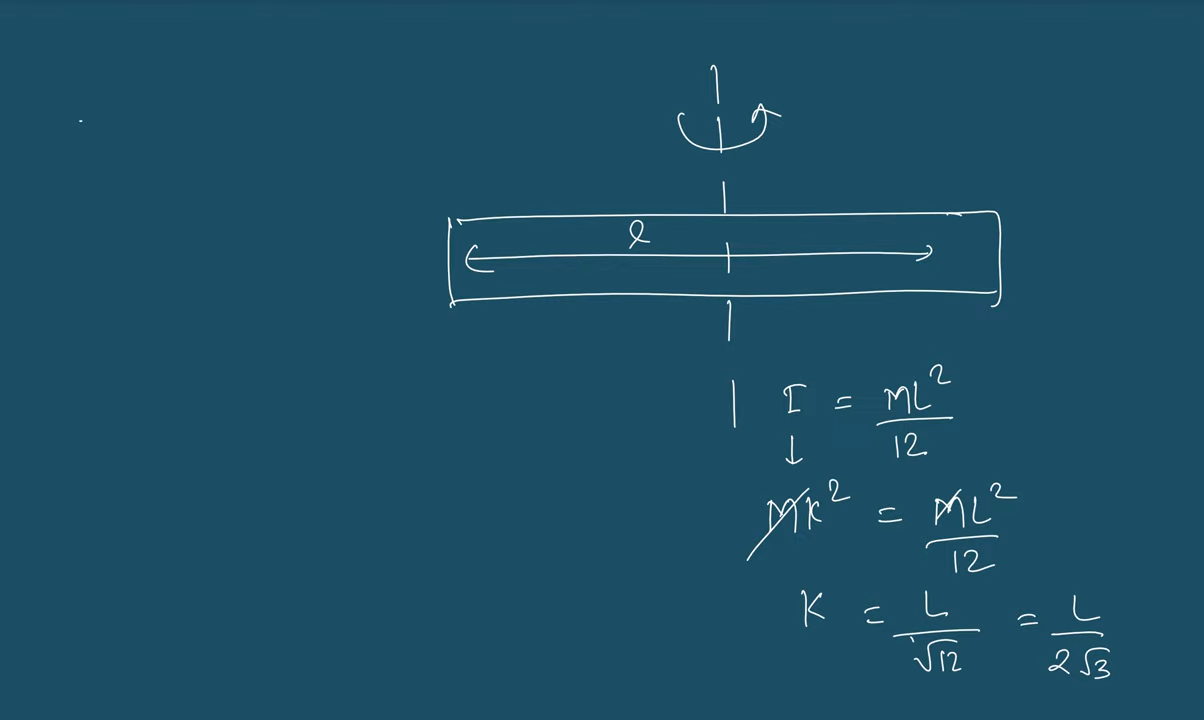 l
I = ML²/12
↓
MK² = ML²/12
K = L/√12 = L/2√3